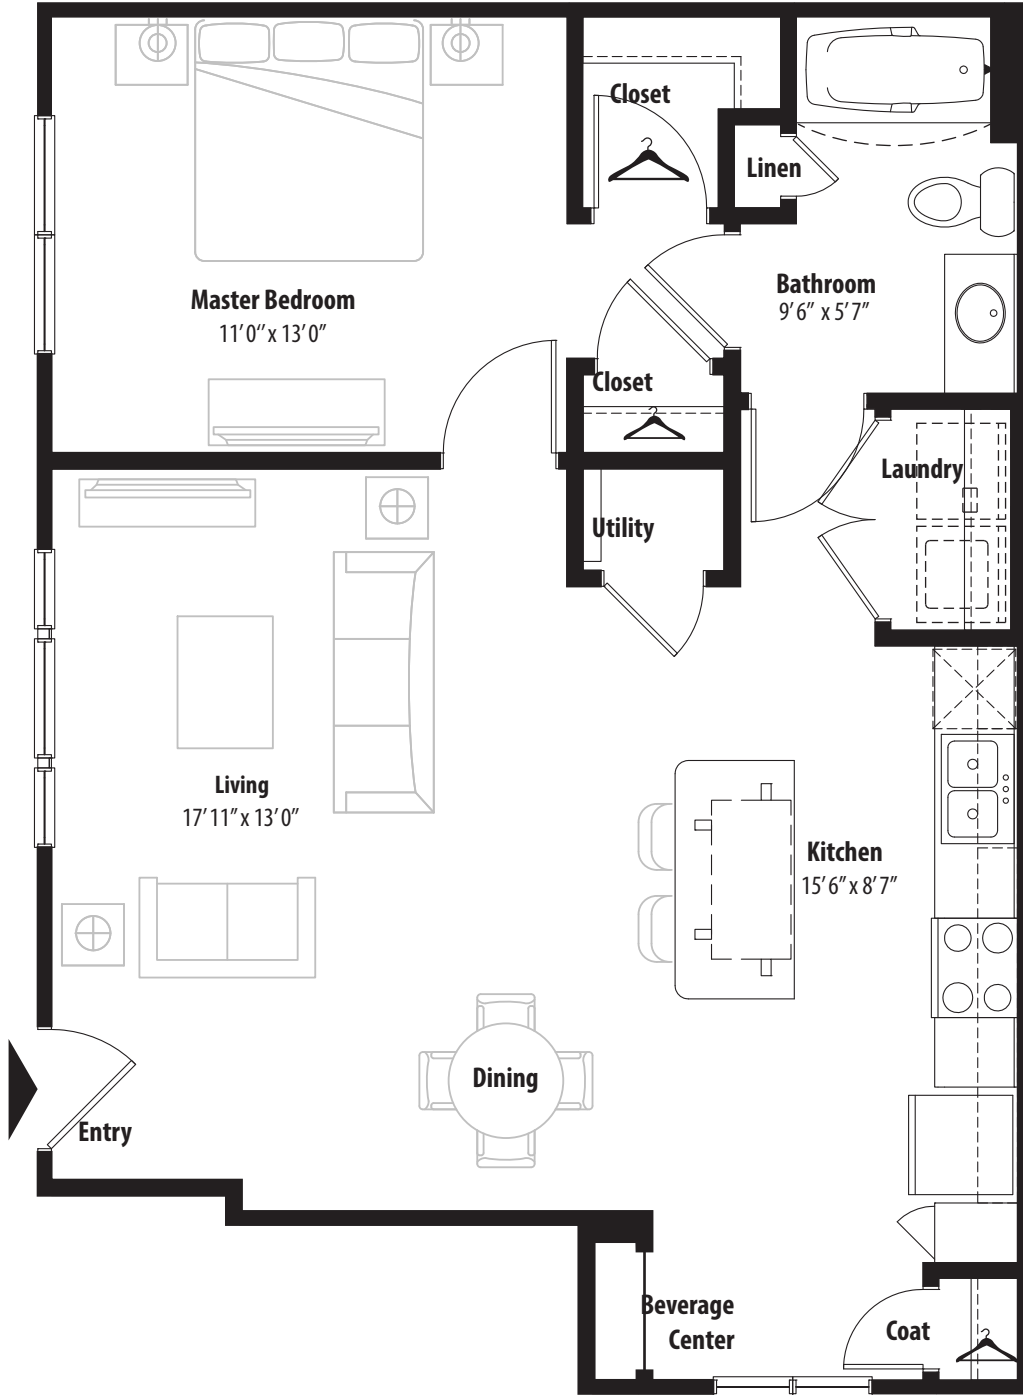 Closet
Linen
Master Bedroom
11'0" x 13'0"
Bathroom
9'6" x 5'7"
Closet
Laundry
Utility
Living
17'11" x 13'0"
Kitchen
15'6" x 8'7"
Dining
Entry
Beverage
Center
Coat